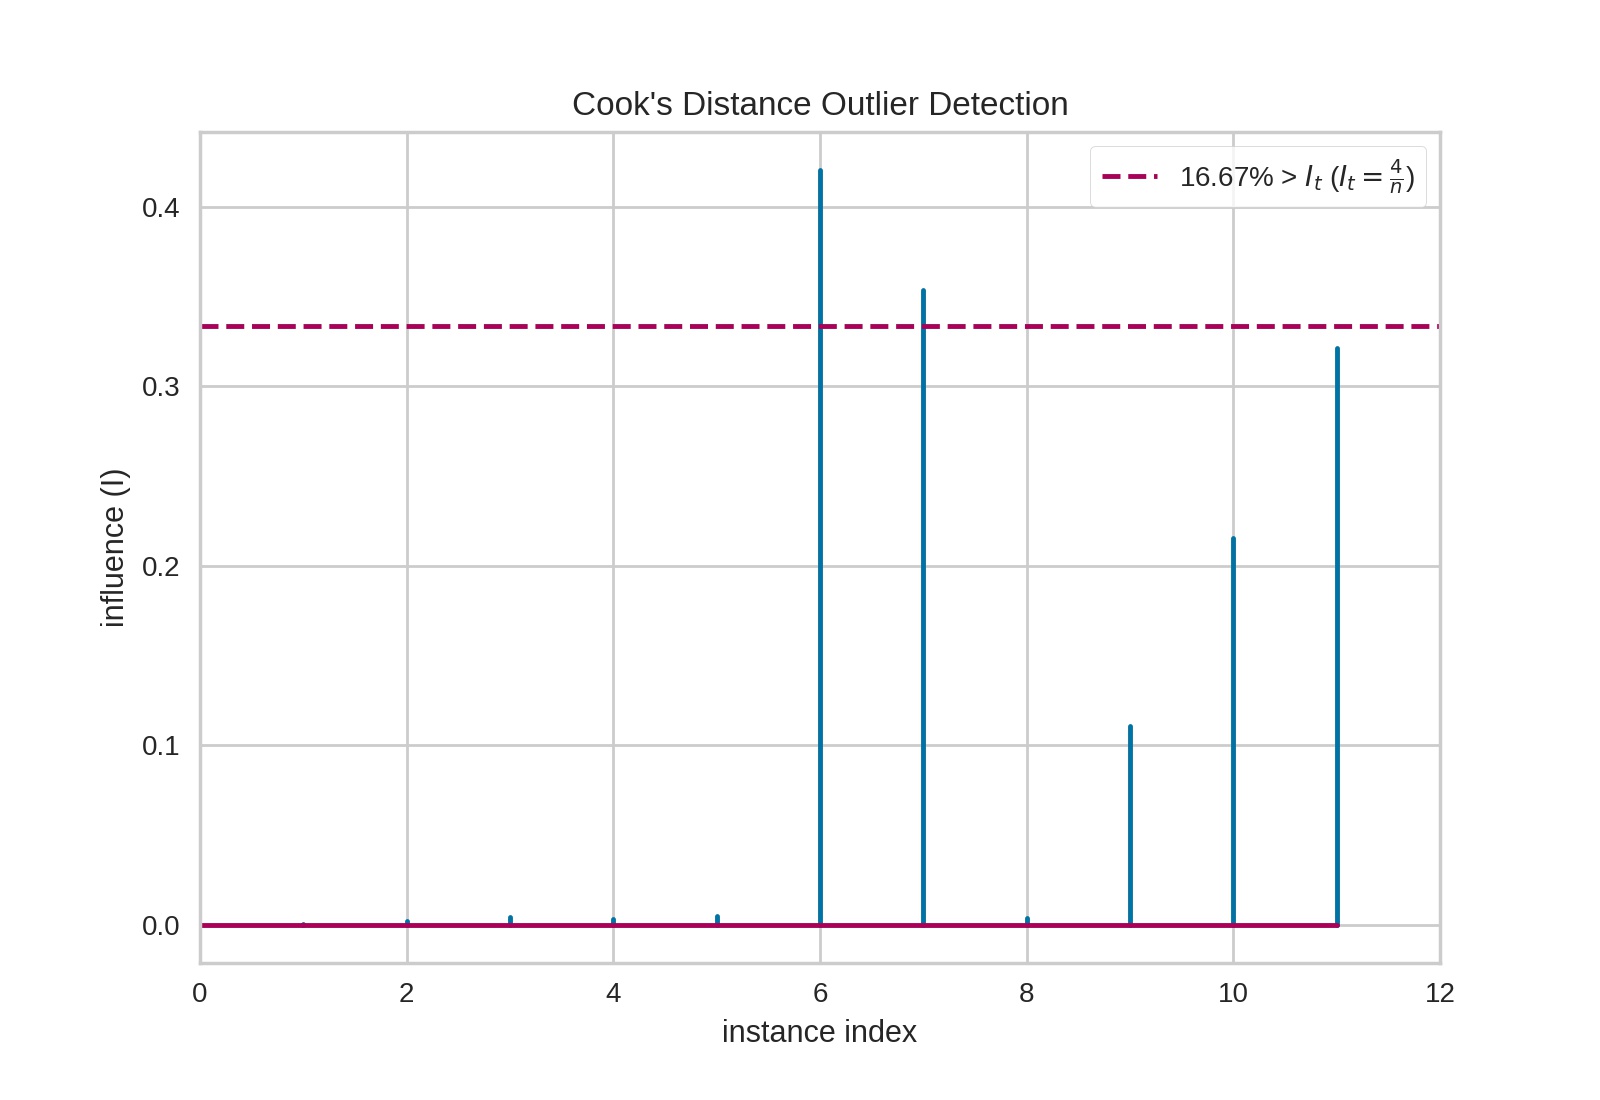 Cook's Distance Outlier Detection
16.67% > I_t (I_t = 4/n)
influence (I)
0.4
0.3
0.2
0.1
0.0
0 2 4 6 8 10 12
instance index